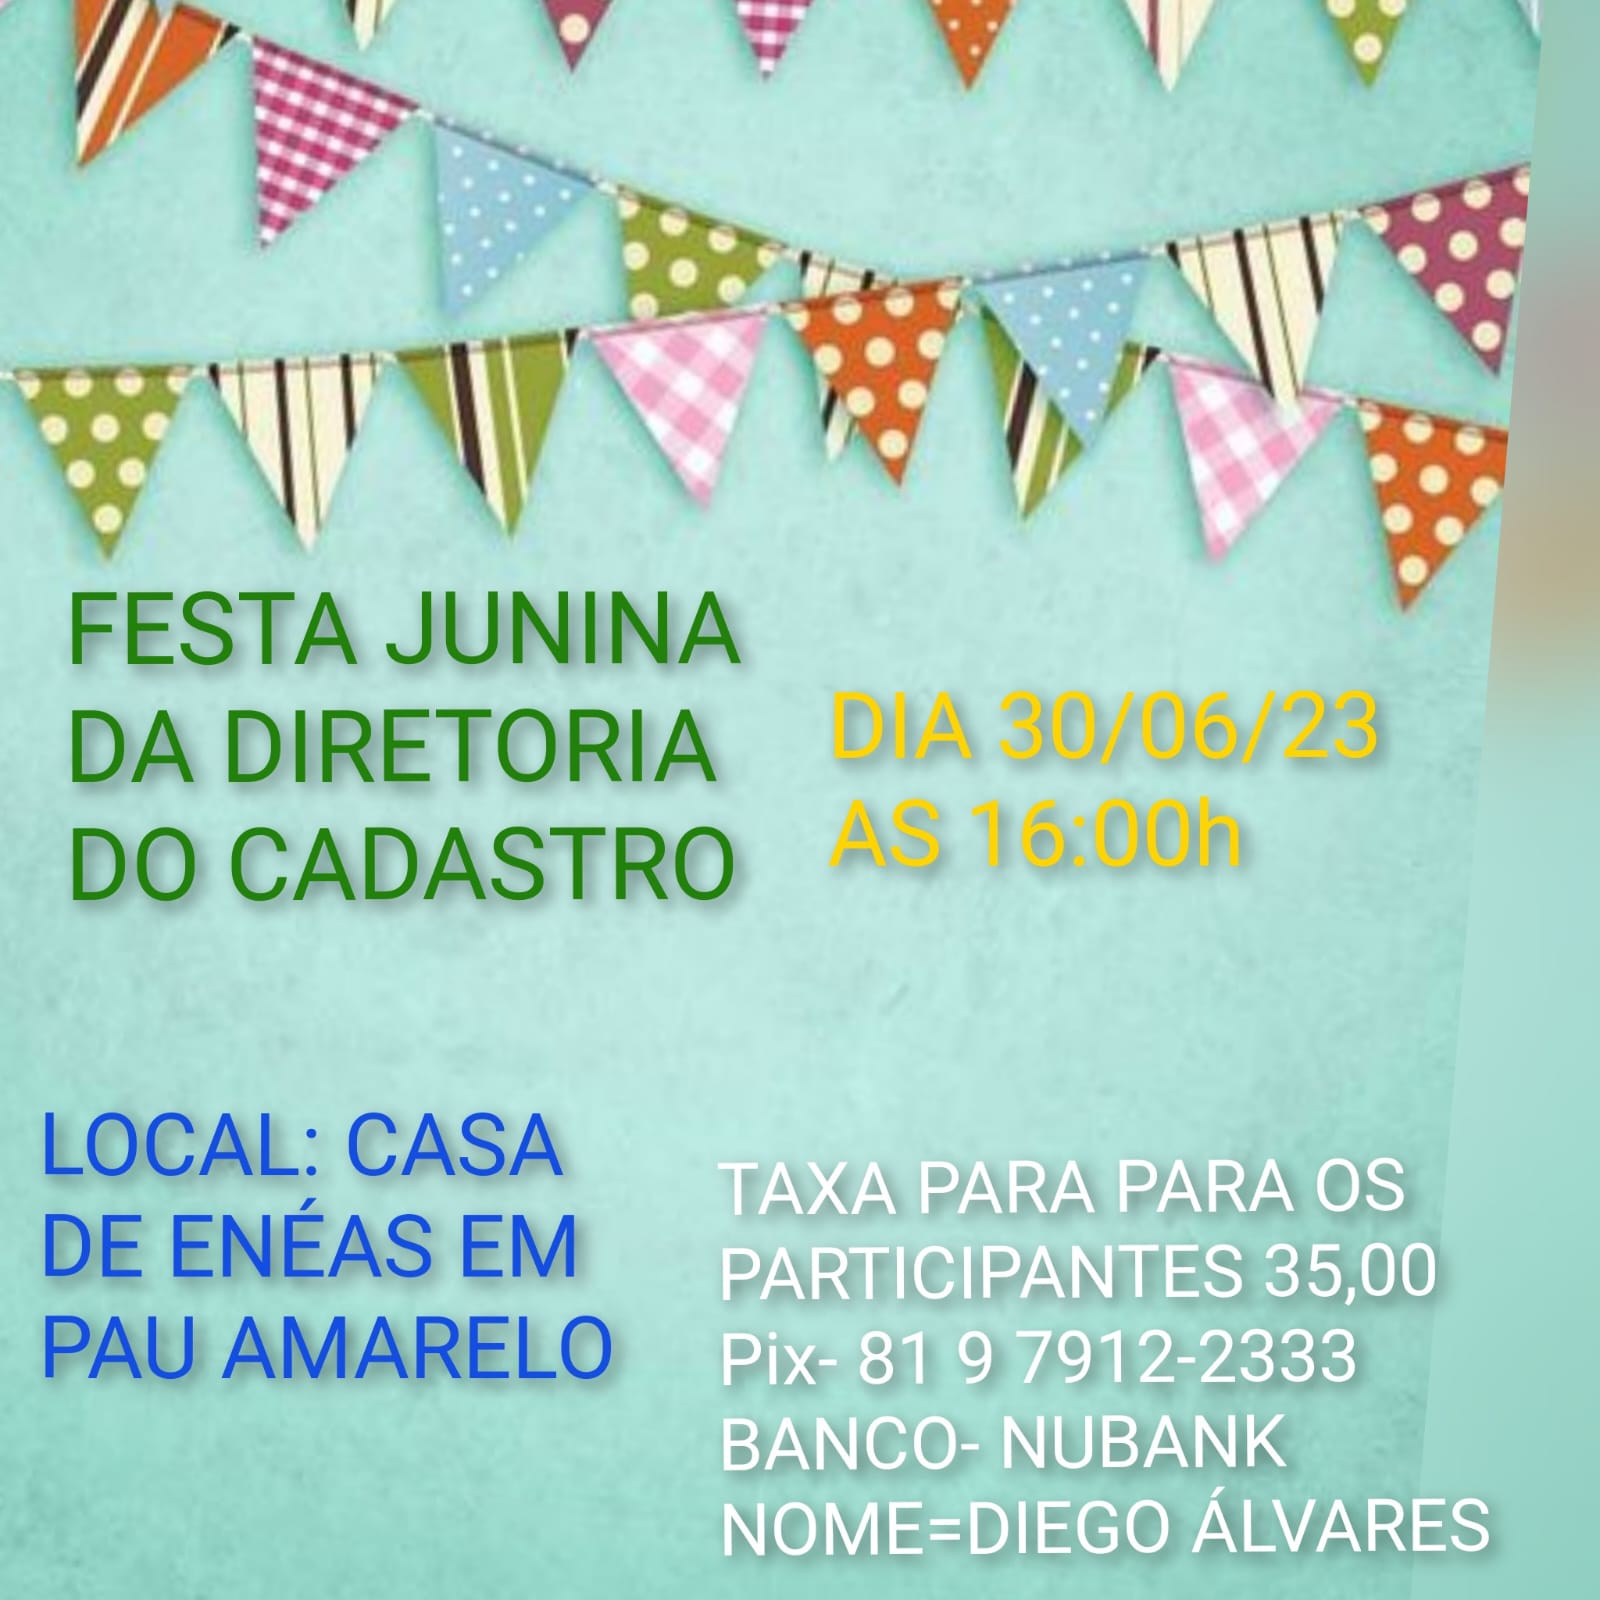 FESTA JUNINA
DA DIRETORIA
DO CADASTRO
DIA 30/06/23
AS 16:00h
LOCAL: CASA
DE ENÉAS EM
PAU AMARELO
TAXA PARA PARA OS
PARTICIPANTES 35,00
Pix- 81 9 7912-2333
BANCO- NUBANK
NOME=DIEGO ÁLVARES